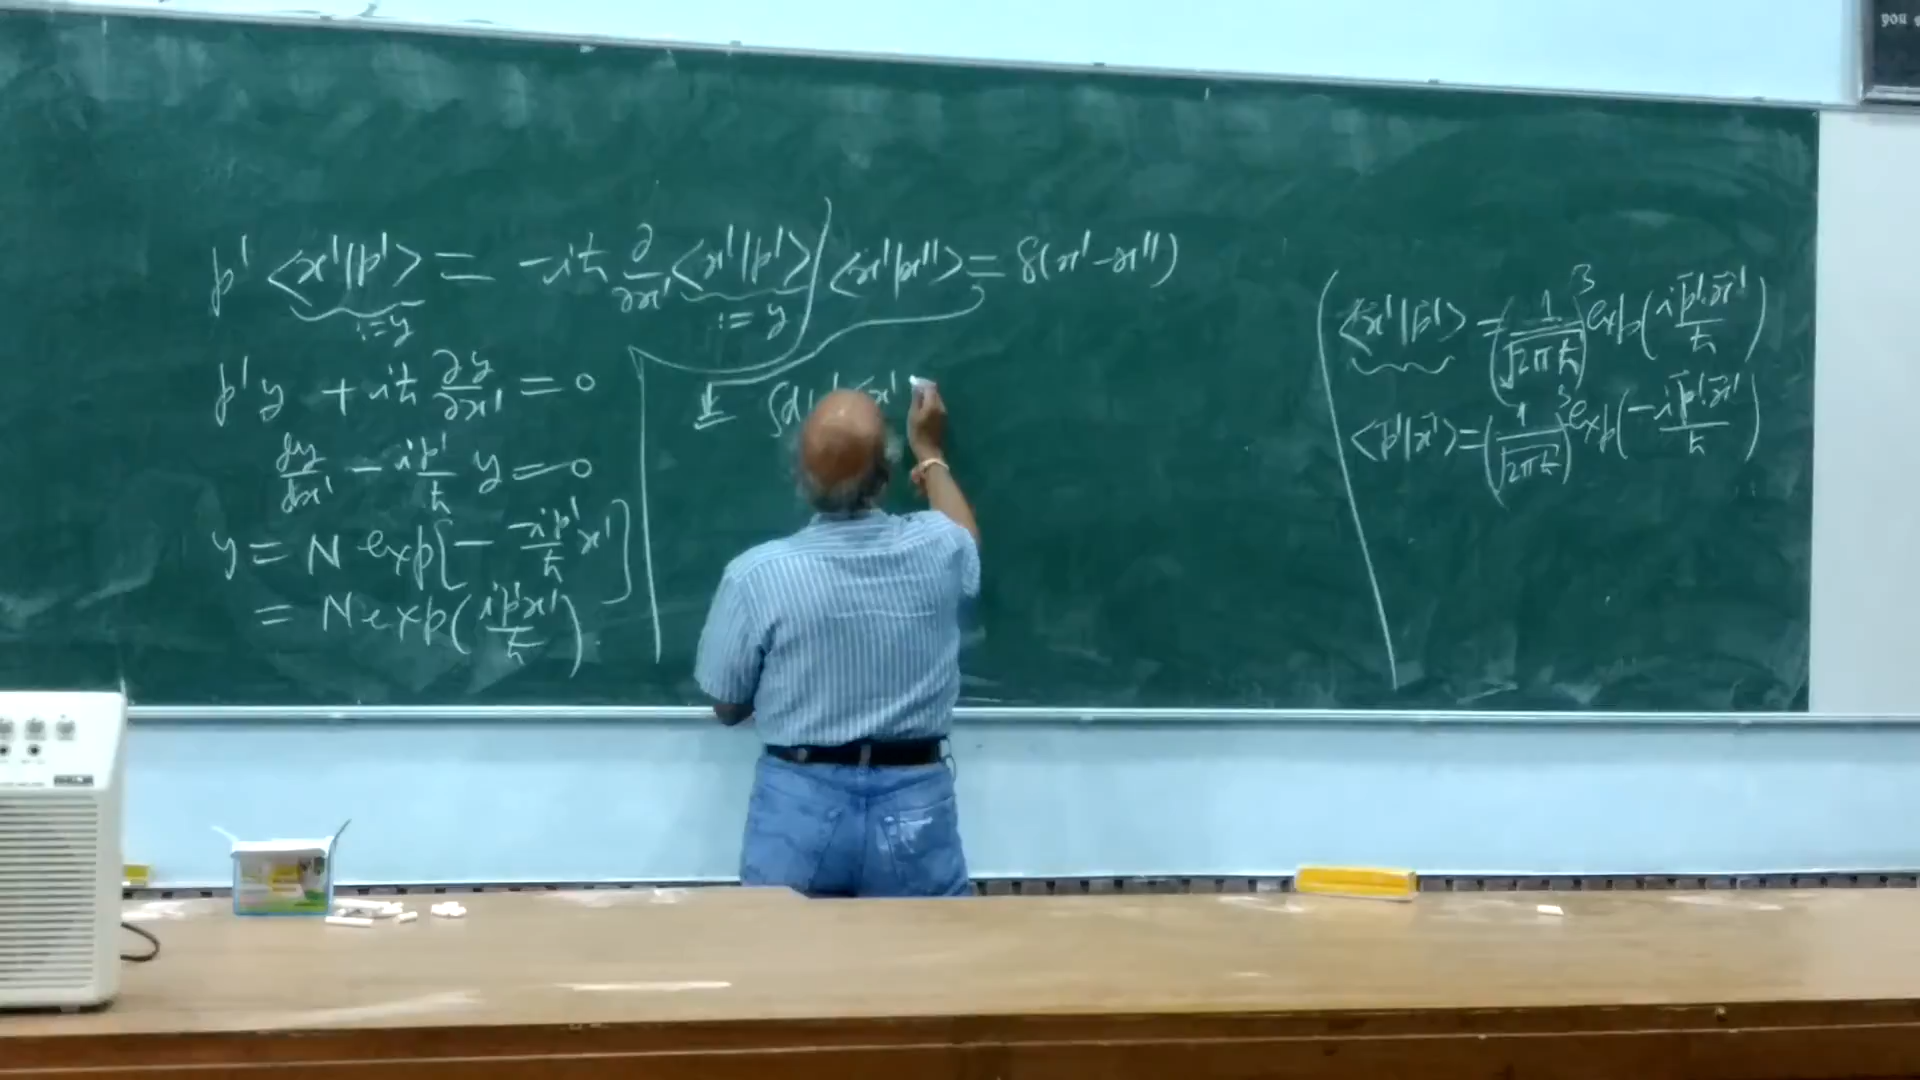 p' <x'|p'> = -iħ ∂/∂x' <x'|p'>
:= y := y
p'y + iħ ∂y/∂x' = 0
dy/dx' - ip'/ħ y = 0
y = N exp[- -ip'/ħ x']
= N exp(ip'x'/ħ)
<x'|x''> = δ(x' - x'')
<x⃗'|p⃗'> = (1/√2πħ)³ exp(ip⃗'.x⃗'/ħ)
<p⃗'|x⃗'> = (1/√2πħ)³ exp(-ip⃗'.x⃗'/ħ)
you